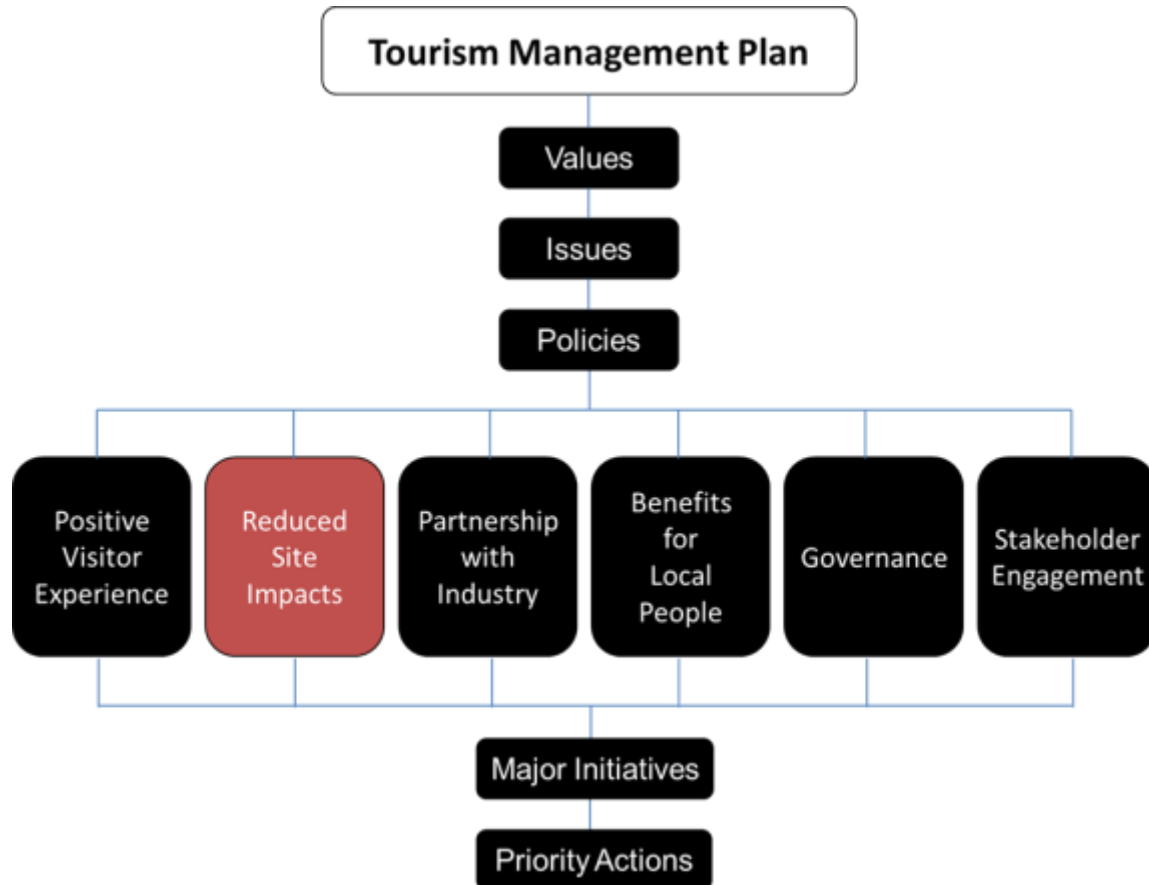 Tourism Management Plan
Values
Issues
Policies
Positive
Visitor
Experience
Reduced
Site
Impacts
Partnership
with
Industry
Benefits
for
Local
People
Governance
Stakeholder
Engagement
Major Initiatives
Priority Actions